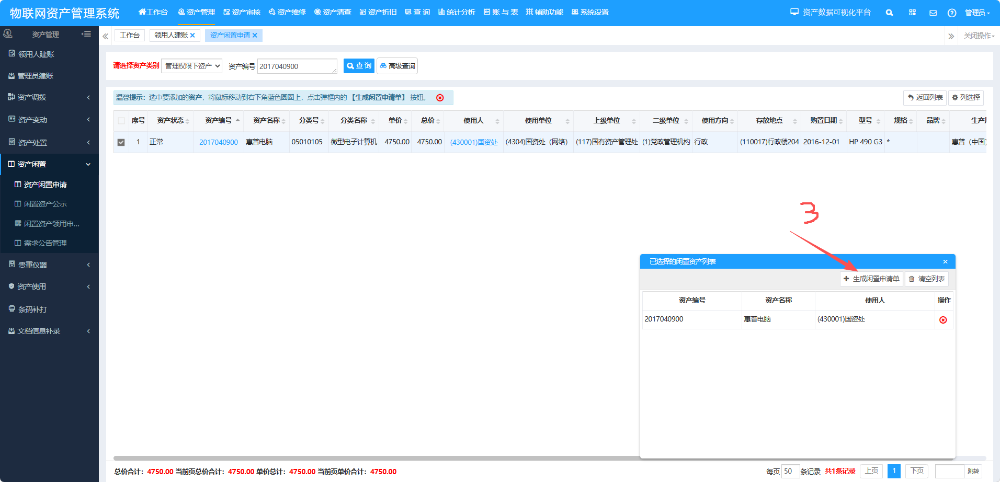 物联网资产管理系统 工作台 资产管理 资产审核 资产维修 资产清查 资产折旧 查 询 统计分析 账 与 表 辅助功能 系统设置 资产数据可视化平台 管理员
资产管理
领用人建账
管理员建账
资产调拨
资产变动
资产处置
资产闲置
资产闲置申请
闲置资产公示
闲置资产领用申...
需求公告管理
贵重仪器
资产使用
条码补打
文档信息补录
工作台 领用人建账 资产闲置申请 关闭操作
请选择资产类别 管理权限下资产 资产编号 2017040900 查 询 高级查询
温馨提示：选中要添加的资产，将鼠标移动到右下角蓝色圆圈上，点击弹框内的 【生成闲置申请单】 按钮。 返回列表 列选择
序号 资产状态 资产编号 资产名称 分类号 分类名称 单价 总价 使用人 使用单位 上级单位 二级单位 使用方向 存放地点 购置日期 型号 规格 品牌 生产
1 正常 2017040900 惠普电脑 05010105 微型电子计算机 4750.00 4750.00 (430001)国资处 (4304)国资处（网络） (117)国有资产管理处 (1)党政管理机构 行政 (110017)行政楼204 2016-12-01 HP 490 G3 * 惠普（中国）
3
已选择的闲置资产列表
生成闲置申请单 清空列表
资产编号 资产名称 使用人 操作
2017040900 惠普电脑 (430001)国资处
总价合计：4750.00 当前页总价合计：4750.00 单价总计：4750.00 当前页单价合计：4750.00 每页 50 条记录 共1条记录 上页 1 下页 跳转